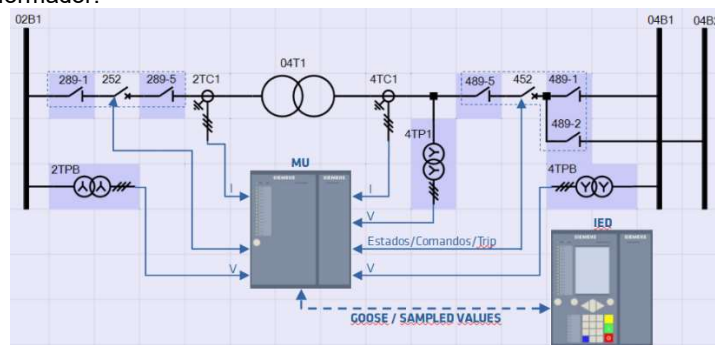 02B1
04B1
04B2
04T1
289-1
252
289-5
2TC1
4TC1
489-5
452
489-1
489-2
4TP1
2TPB
MU
4TPB
SIEMENS
SIEMENS
I
I
V
Estados/Comandos/Trip
IED
SIEMENS
SIEMENS
V
V
GOOSE / SAMPLED VALUES